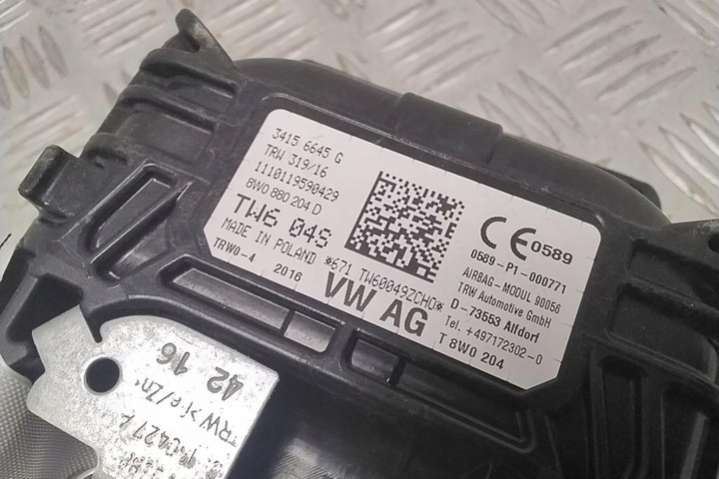 3415 6645 G
TRW 319/16
1110119590429
8W0 880 204 D
TW6 04S
MADE IN POLAND
TRW0-4 2016
*671 TW60049ZCHO*
VW AG
CE 0589
0589-P1-000771
AIRBAG-MODUL 90056
TRW Automotive GmbH
D-73553 Alfdorf
Tel. +497172302-0
T 8W0 204
42 16